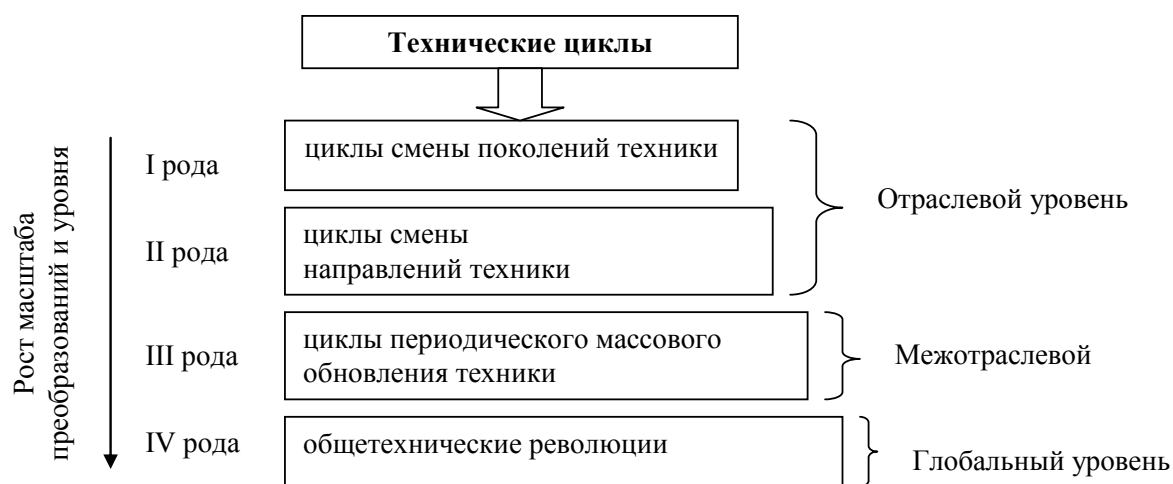 Технические циклы
I рода
циклы смены поколений техники
Отраслевой уровень
II рода
циклы смены
направлений техники
III рода
циклы периодического массового
обновления техники
Межотраслевой
IV рода
общетехнические революции
Глобальный уровень
Рост масштаба
преобразований и уровня